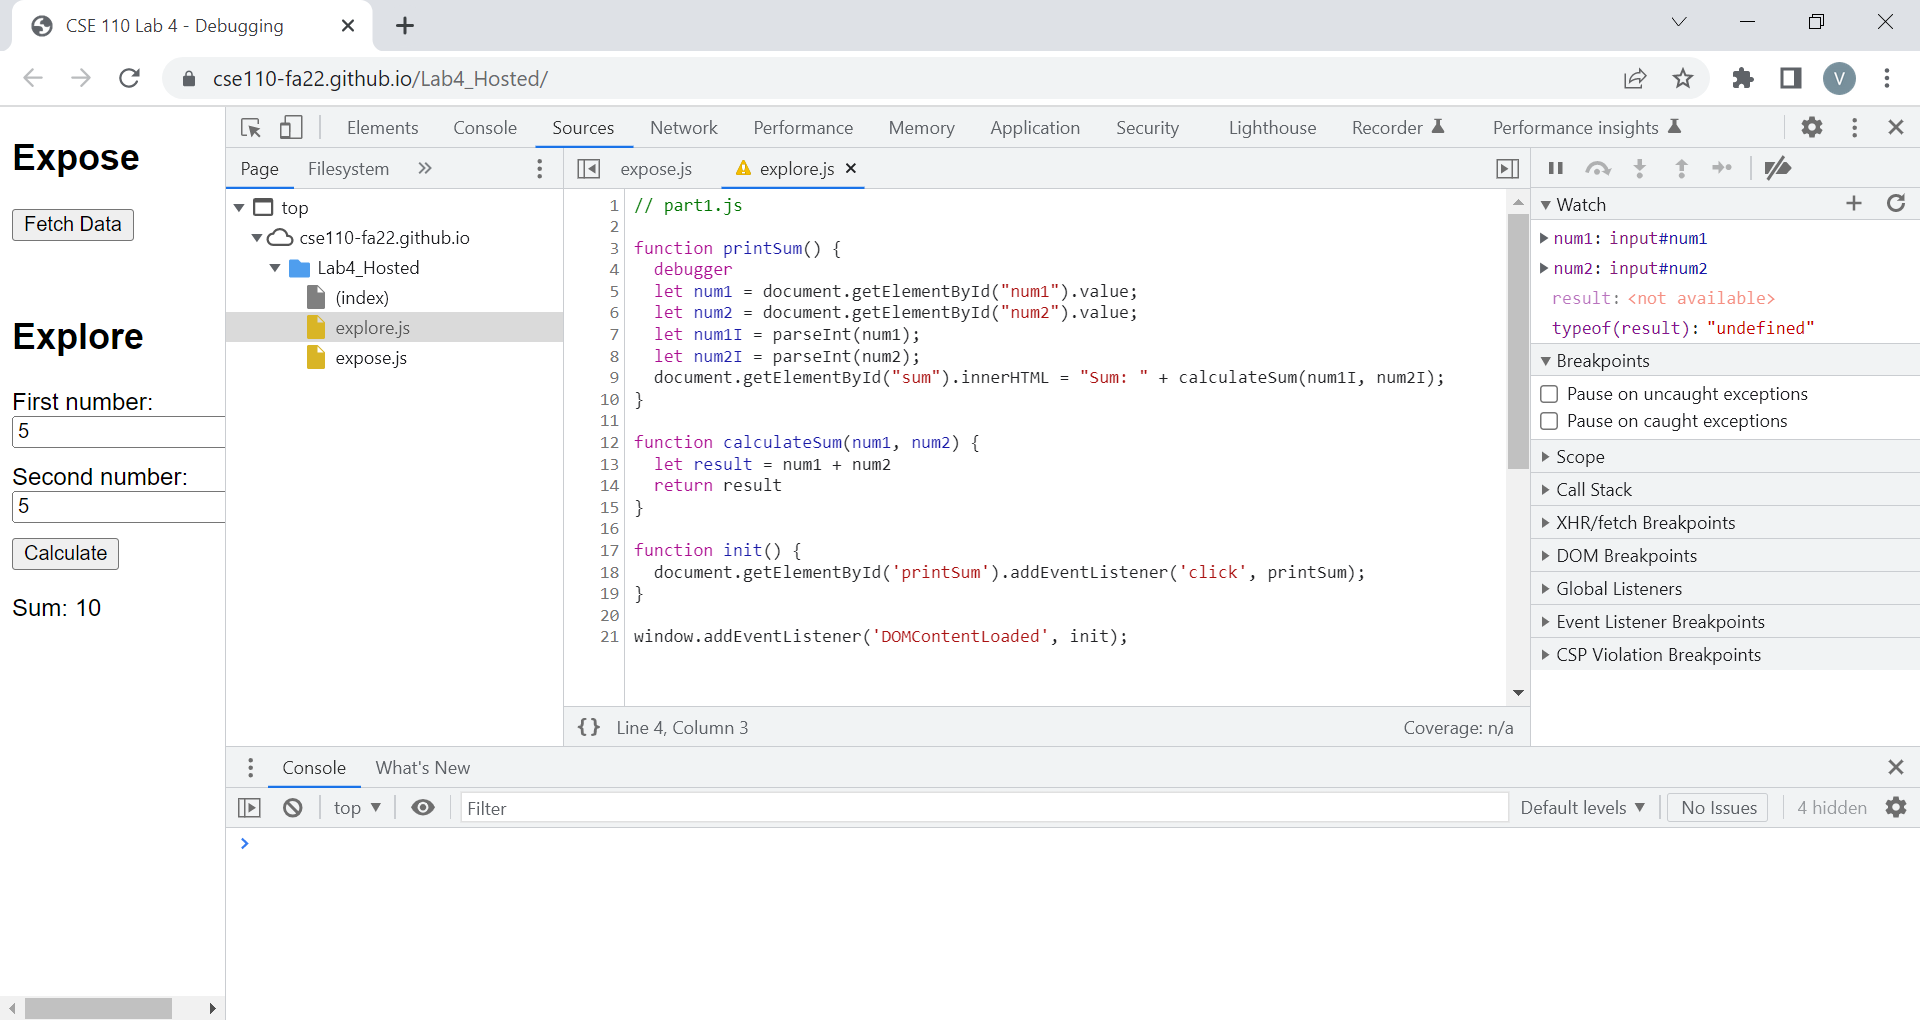 CSE 110 Lab 4 - Debugging
cse110-fa22.github.io/Lab4_Hosted/
V
Expose
Fetch Data
Explore
First number:
5
Second number:
5
Calculate
Sum: 10
Elements Console Sources Network Performance Memory Application Security Lighthouse Recorder Performance insights
Page Filesystem »
top
cse110-fa22.github.io
Lab4_Hosted
(index)
explore.js
expose.js
expose.js explore.js
1 // part1.js
2
3 function printSum() {
4   debugger
5   let num1 = document.getElementById("num1").value;
6   let num2 = document.getElementById("num2").value;
7   let num1I = parseInt(num1);
8   let num2I = parseInt(num2);
9   document.getElementById("sum").innerHTML = "Sum: " + calculateSum(num1I, num2I);
10 }
11
12 function calculateSum(num1, num2) {
13   let result = num1 + num2
14   return result
15 }
16
17 function init() {
18   document.getElementById('printSum').addEventListener('click', printSum);
19 }
20
21 window.addEventListener('DOMContentLoaded', init);
{} Line 4, Column 3 Coverage: n/a
Watch
num1: input#num1
num2: input#num2
result: <not available>
typeof(result): "undefined"
Breakpoints
Pause on uncaught exceptions
Pause on caught exceptions
Scope
Call Stack
XHR/fetch Breakpoints
DOM Breakpoints
Global Listeners
Event Listener Breakpoints
CSP Violation Breakpoints
Console What's New
top Filter Default levels No Issues 4 hidden